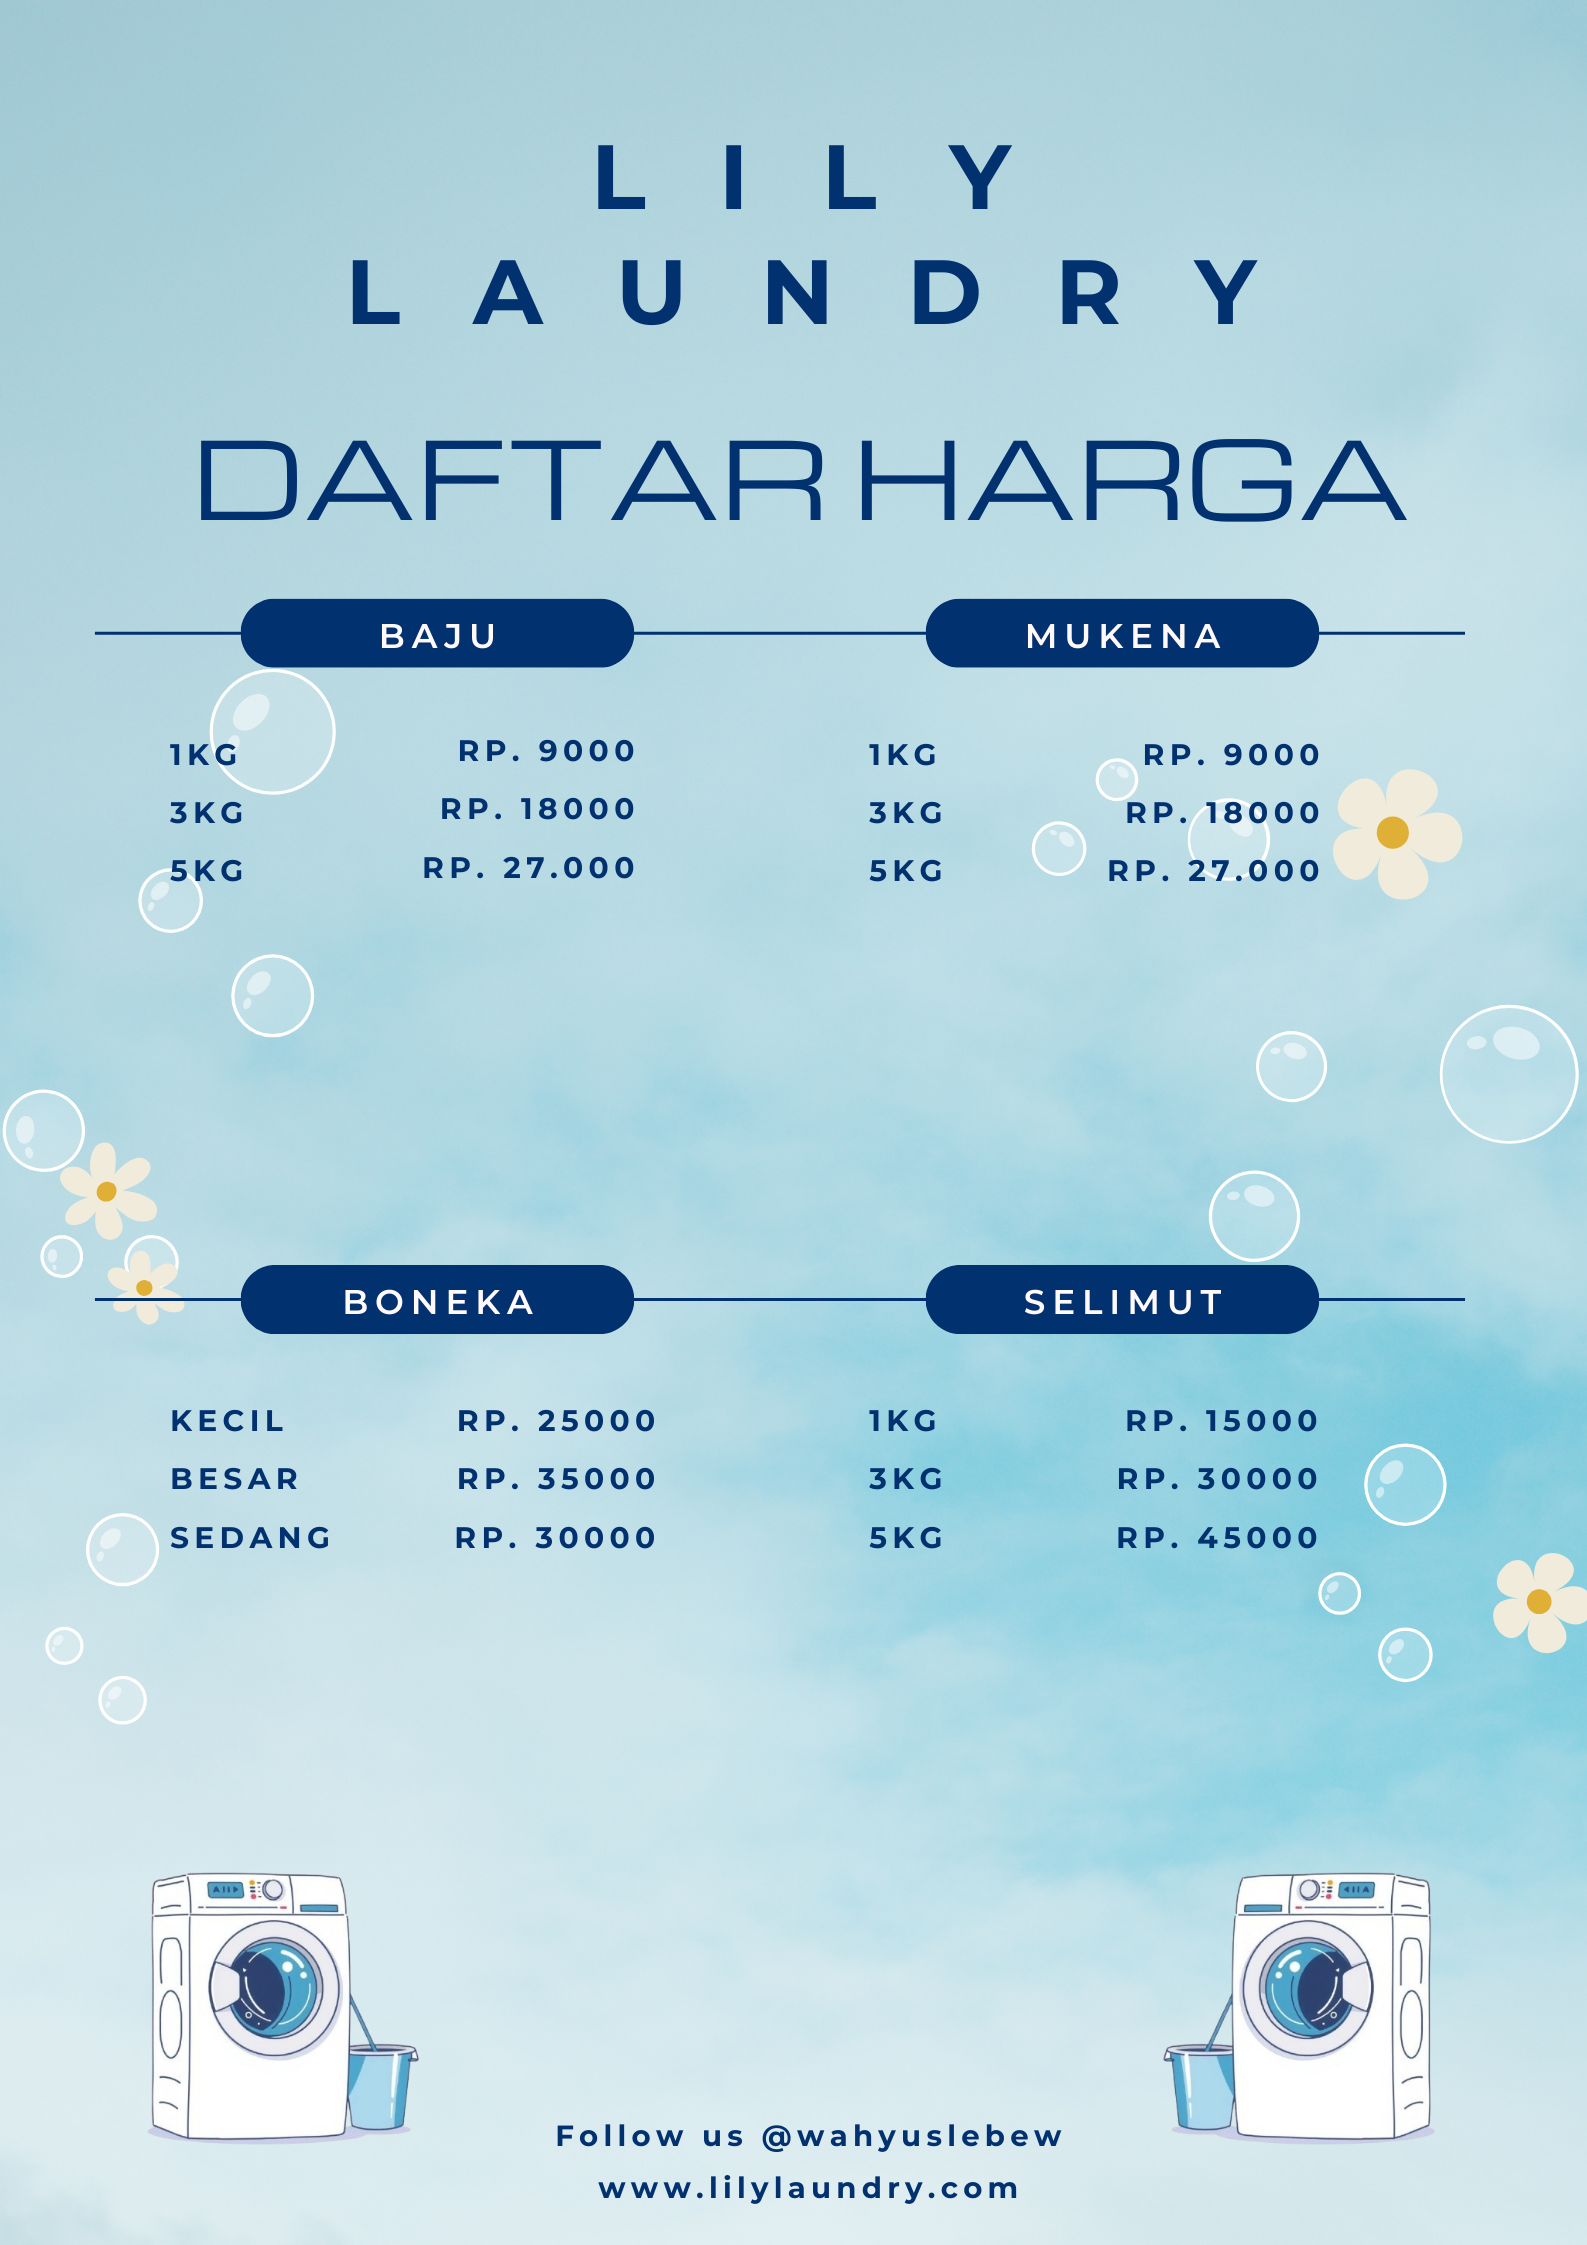 LILY
LAUNDRY
DAFTAR HARGA
BAJU
1KG RP. 9000
3KG RP. 18000
5KG RP. 27.000
MUKENA
1KG RP. 9000
3KG RP. 18000
5KG RP. 27.000
BONEKA
KECIL RP. 25000
BESAR RP. 35000
SEDANG RP. 30000
SELIMUT
1KG RP. 15000
3KG RP. 30000
5KG RP. 45000
Follow us @wahyuslebew
www.lilylaundry.com